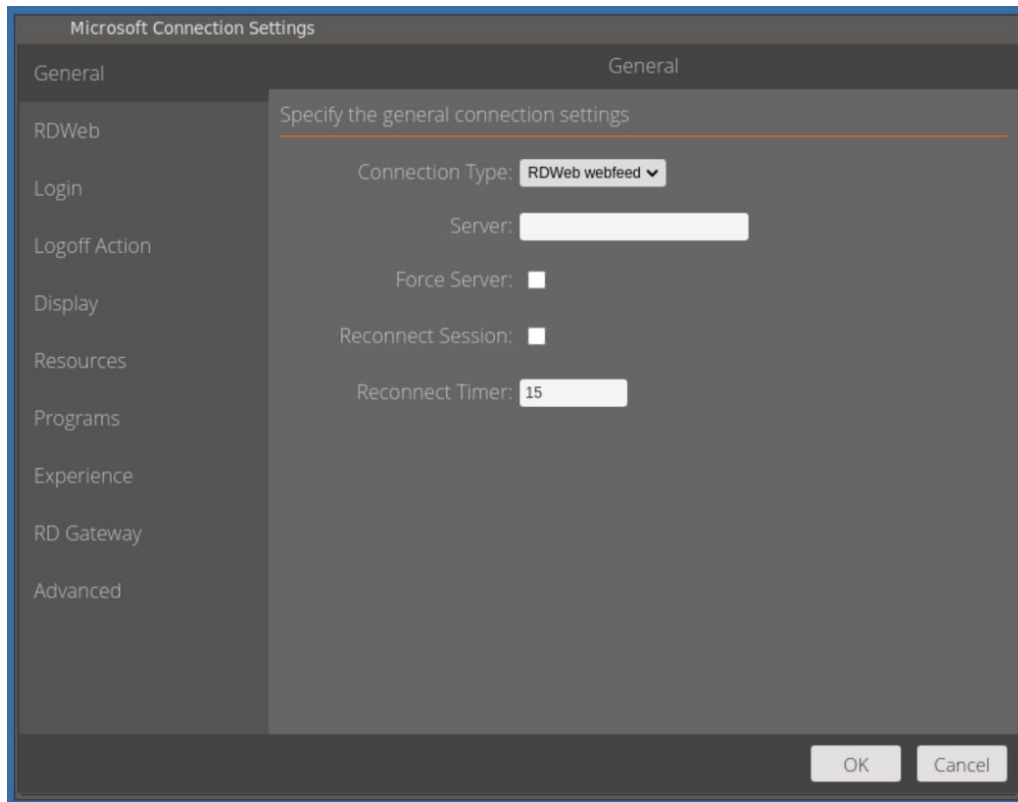 Microsoft Connection Settings
General
RDWeb
Login
Logoff Action
Display
Resources
Programs
Experience
RD Gateway
Advanced
General
Specify the general connection settings
Connection Type: RDWeb webfeed
Server:
Force Server:
Reconnect Session:
Reconnect Timer: 15
OK Cancel